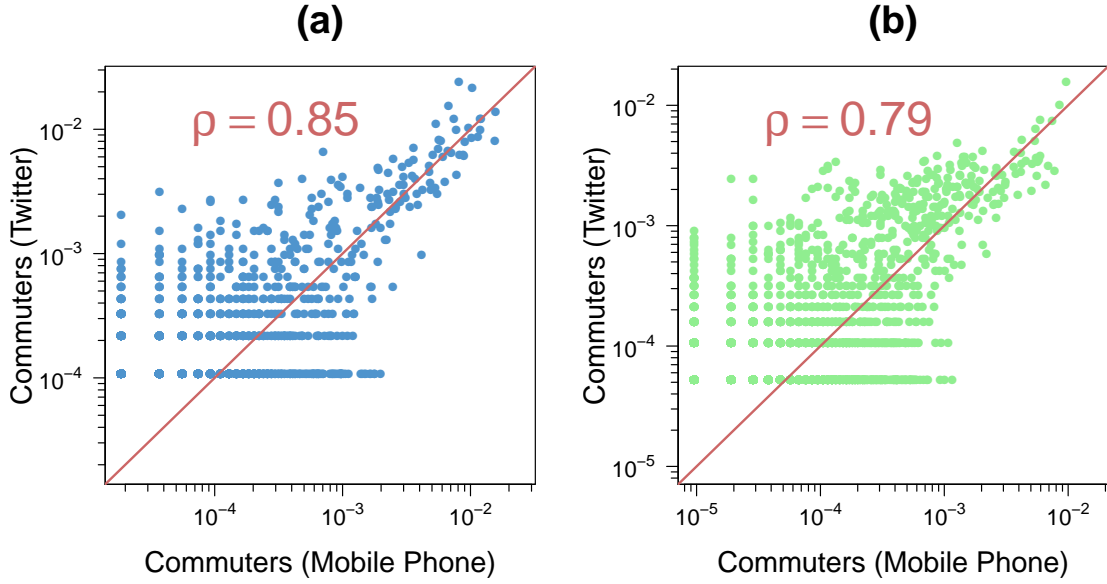 (a)
ρ = 0.85
10⁻²
10⁻³
10⁻⁴
Commuters (Twitter)
10⁻⁴
10⁻³
10⁻²
Commuters (Mobile Phone)
(b)
ρ = 0.79
10⁻²
10⁻³
10⁻⁴
10⁻⁵
Commuters (Twitter)
10⁻⁵
10⁻⁴
10⁻³
10⁻²
Commuters (Mobile Phone)